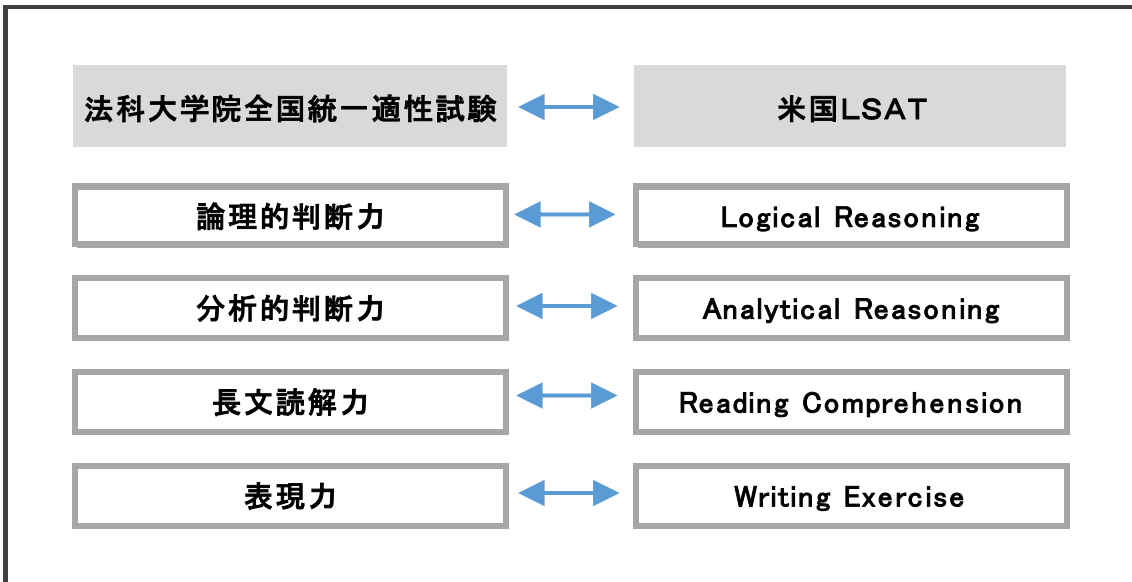 法科大学院全国統一適性試験
米国LSAT
論理的判断力
Logical Reasoning
分析的判断力
Analytical Reasoning
長文読解力
Reading Comprehension
表現力
Writing Exercise